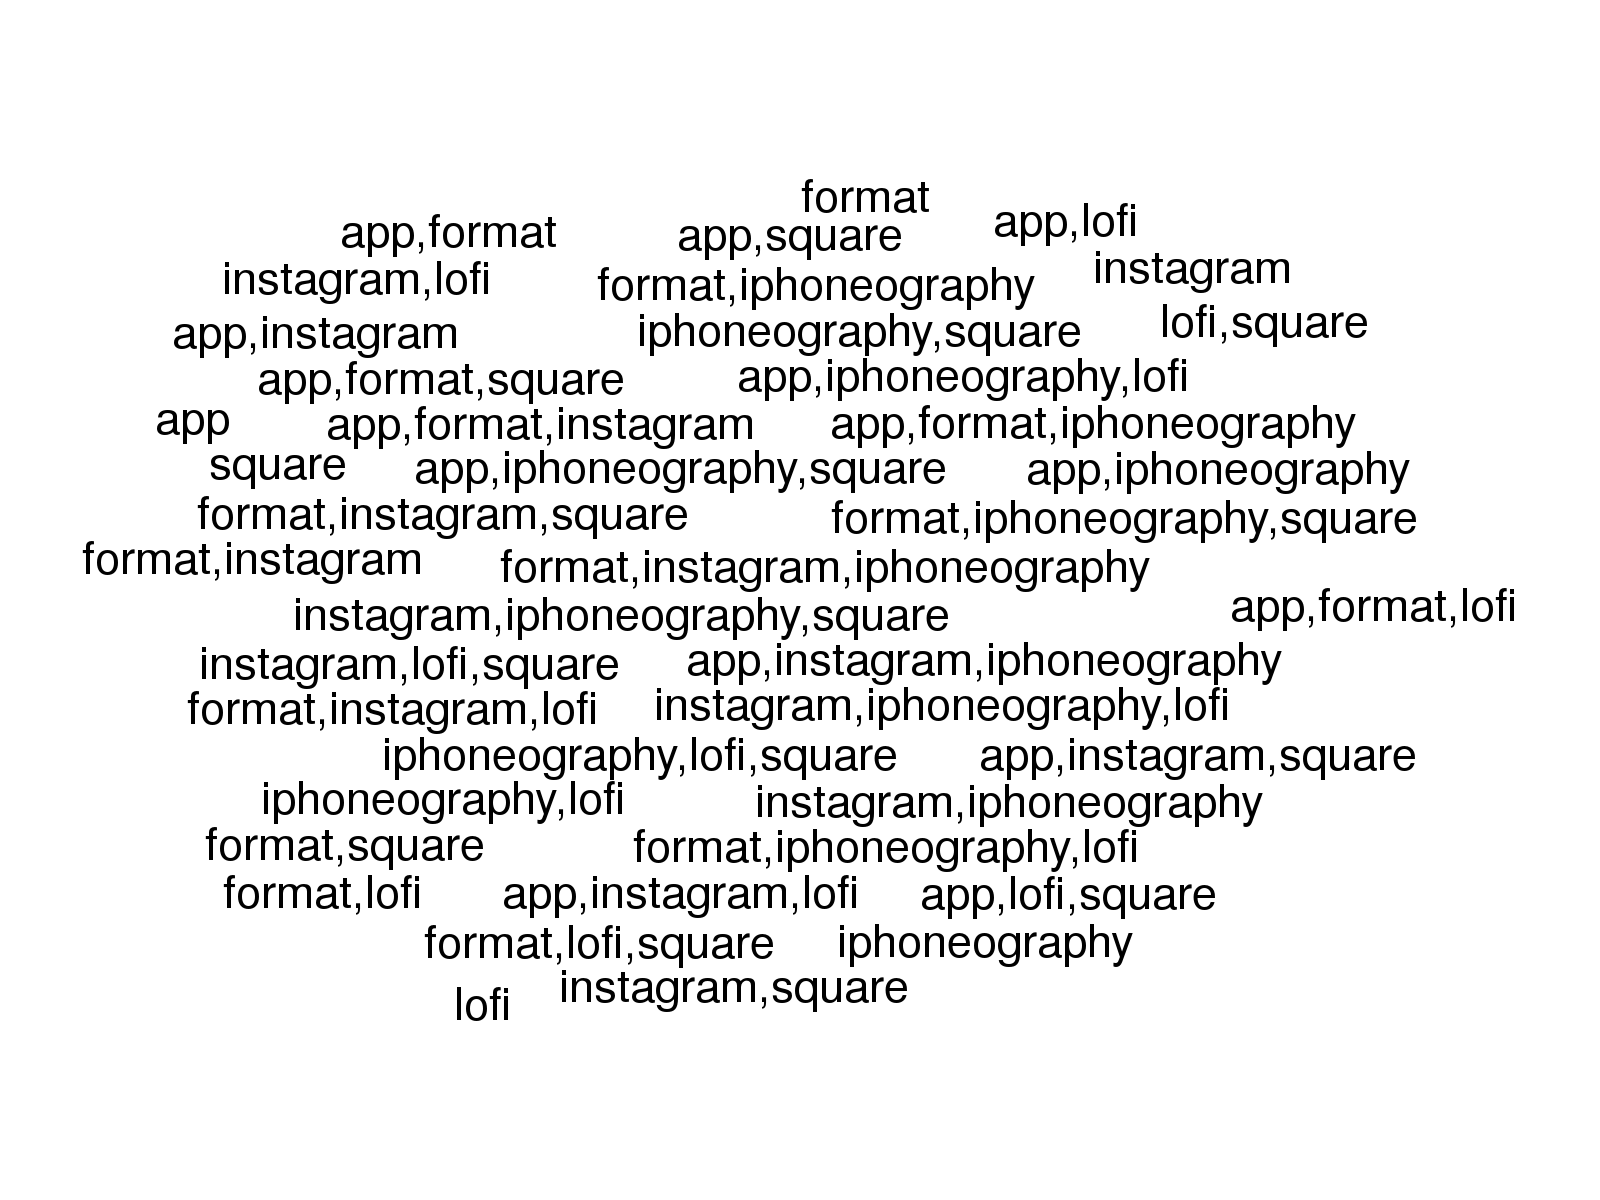 format
app,format
app,square
app,lofi
instagram,lofi
format,iphoneography
instagram
app,instagram
iphoneography,square
lofi,square
app,format,square
app,iphoneography,lofi
app
app,format,instagram
app,format,iphoneography
square
app,iphoneography,square
app,iphoneography
format,instagram,square
format,iphoneography,square
format,instagram
format,instagram,iphoneography
instagram,iphoneography,square
app,format,lofi
instagram,lofi,square
app,instagram,iphoneography
format,instagram,lofi
instagram,iphoneography,lofi
iphoneography,lofi,square
app,instagram,square
iphoneography,lofi
instagram,iphoneography
format,square
format,iphoneography,lofi
format,lofi
app,instagram,lofi
app,lofi,square
format,lofi,square
iphoneography
lofi
instagram,square